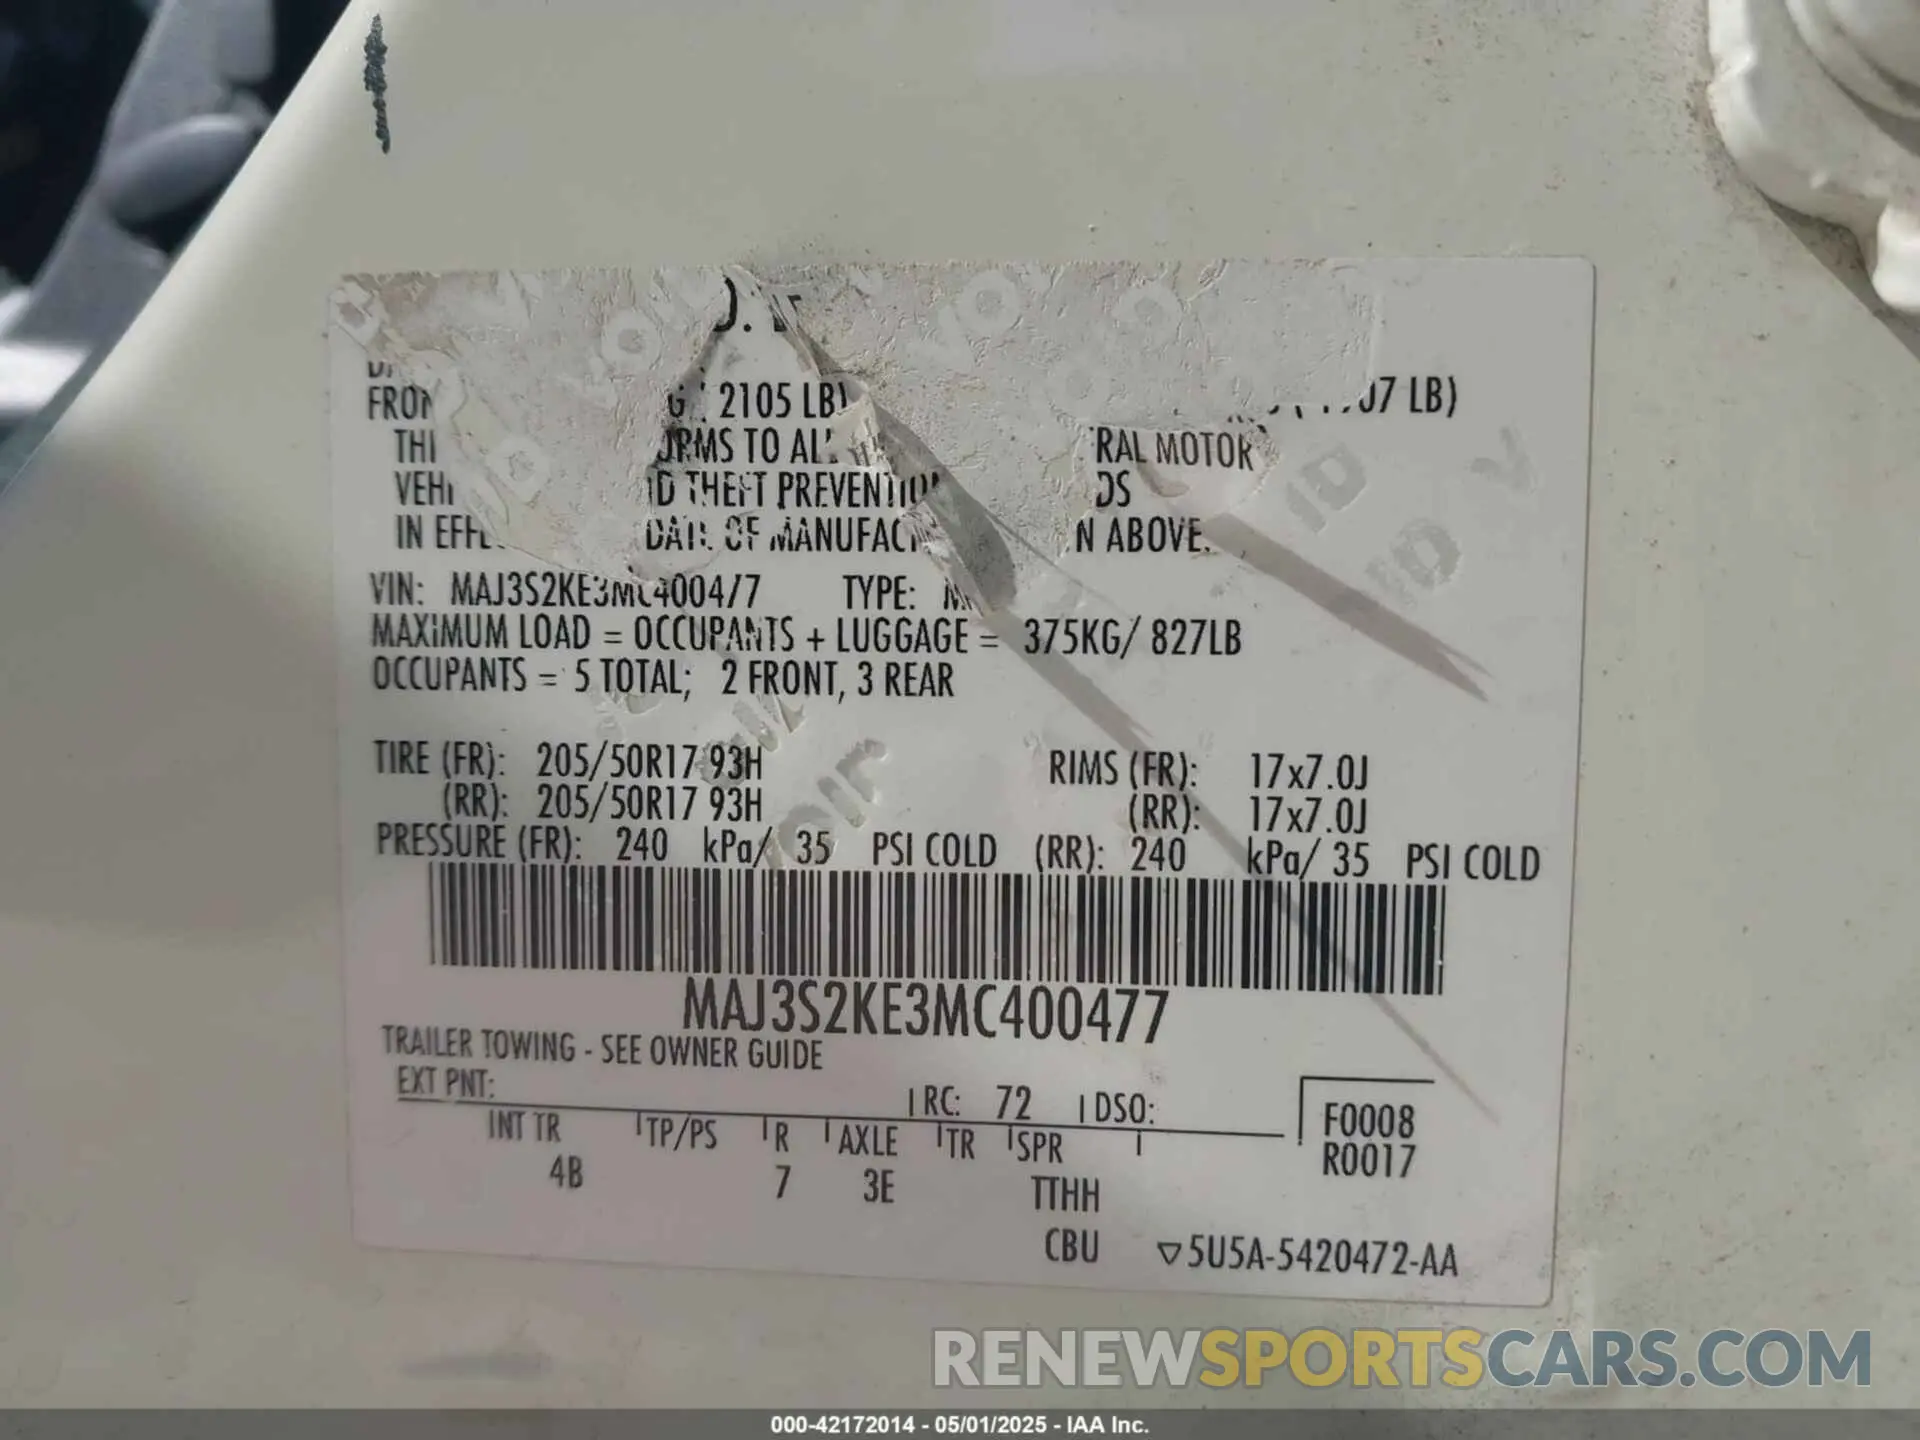 FRO
2105 LB)
07 LB)
THI
RMS TO AL
RAL MOTOR
VEHI
D THEFT PREVENTIO
DS
IN EFFE
DATE OF MANUFAC
N ABOVE.
VIN: MAJ3S2KE3MC400477 TYPE:
MAXIMUM LOAD = OCCUPANTS + LUGGAGE = 375KG/ 827LB
OCCUPANTS = 5 TOTAL; 2 FRONT, 3 REAR
TIRE (FR): 205/50R17 93H RIMS (FR): 17x7.0J
(RR): 205/50R17 93H (RR): 17x7.0J
PRESSURE (FR): 240 kPa/ 35 PSI COLD (RR): 240 kPa/ 35 PSI COLD
MAJ3S2KE3MC400477
TRAILER TOWING - SEE OWNER GUIDE
EXT PNT: RC: 72 DSO:
INT TR TP/PS R AXLE TR SPR
F0008
R0017
4B 7 3E TTHH
CBU ▽5U5A-5420472-AA
RENEWSPORTSCARS.COM
000-42172014 - 05/01/2025 - IAA Inc.